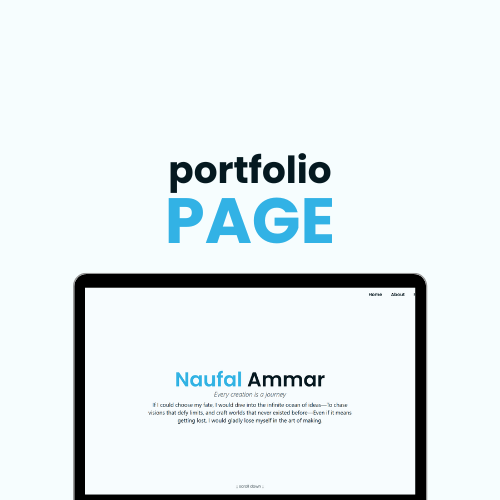 portfolio
PAGE
Home About
Naufal Ammar
Every creation is a journey
If I could choose my fate, I would dive into the infinite ocean of ideas—To chase
visions that defy limits, and craft worlds that never existed before—Even if it means
getting lost, I would gladly lose myself in the art of making.
↓ scroll down ↓